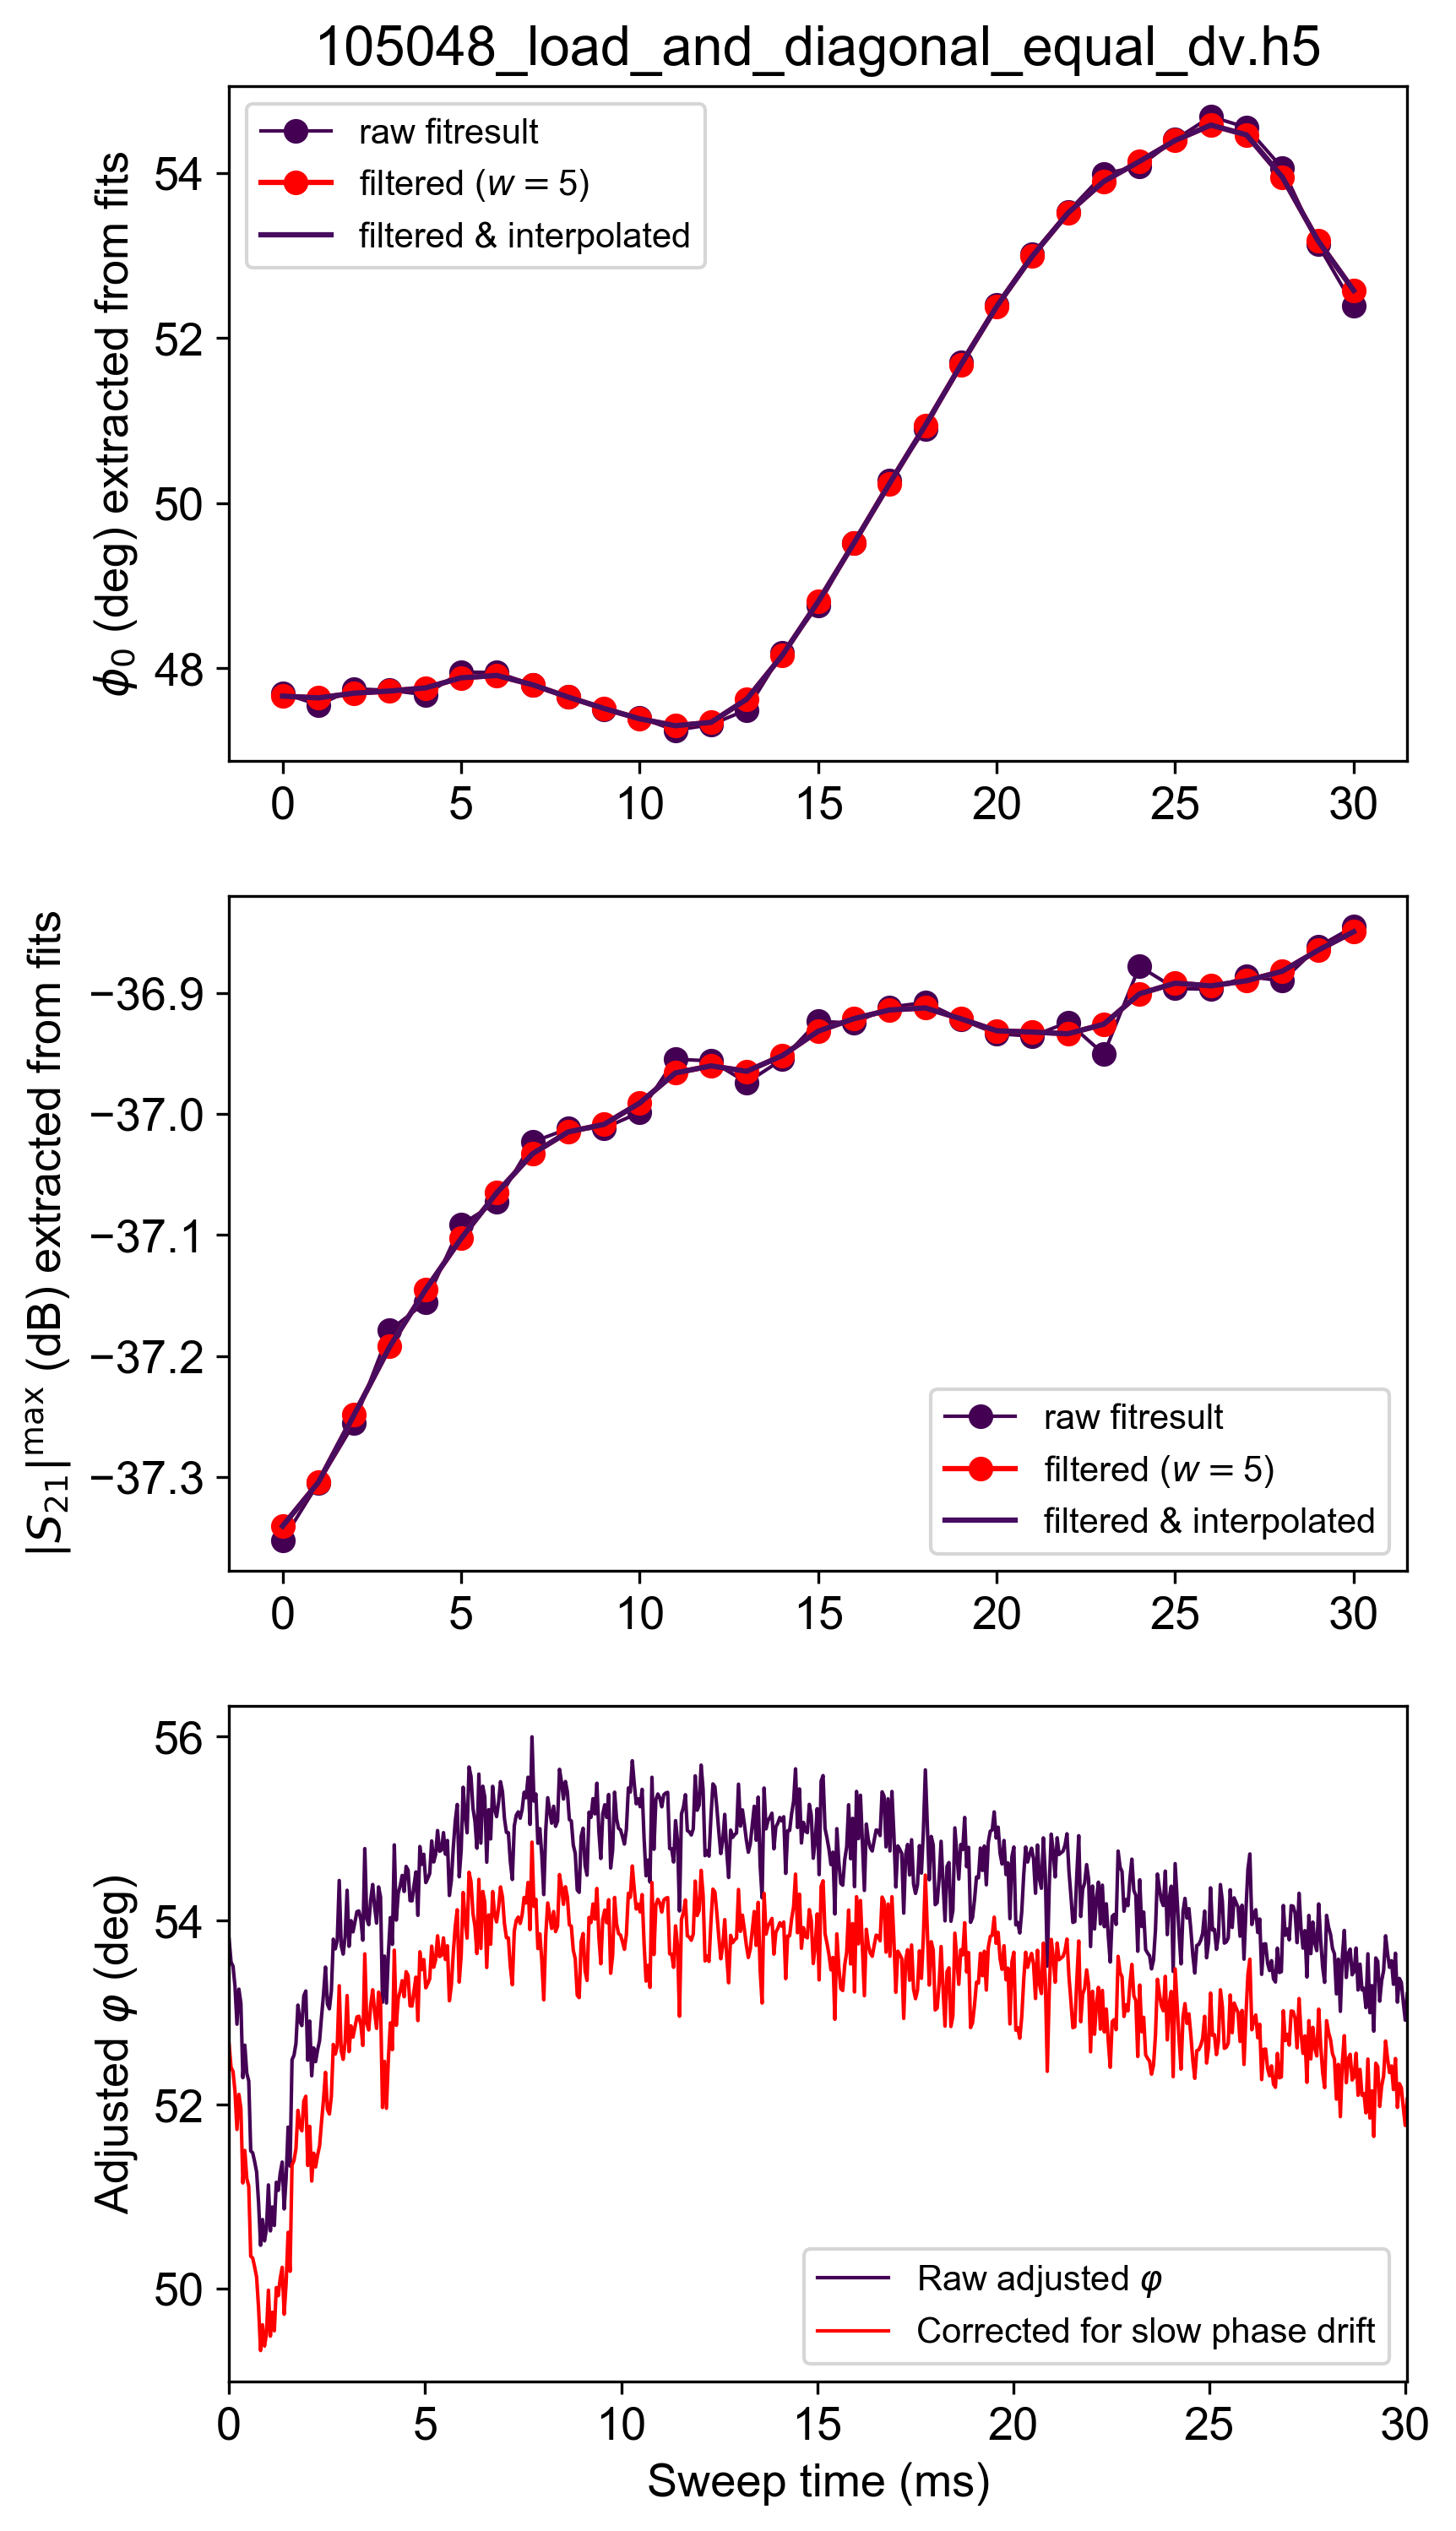 105048_load_and_diagonal_equal_dv.h5
raw fitresult
filtered (w = 5)
filtered & interpolated
ϕ₀ (deg) extracted from fits
54
52
50
48
0 5 10 15 20 25 30
|S₂₁|ᵐᵃˣ (dB) extracted from fits
−36.9
−37.0
−37.1
−37.2
−37.3
raw fitresult
filtered (w = 5)
filtered & interpolated
0 5 10 15 20 25 30
Adjusted φ (deg)
56
54
52
50
Raw adjusted φ
Corrected for slow phase drift
0 5 10 15 20 25 30
Sweep time (ms)